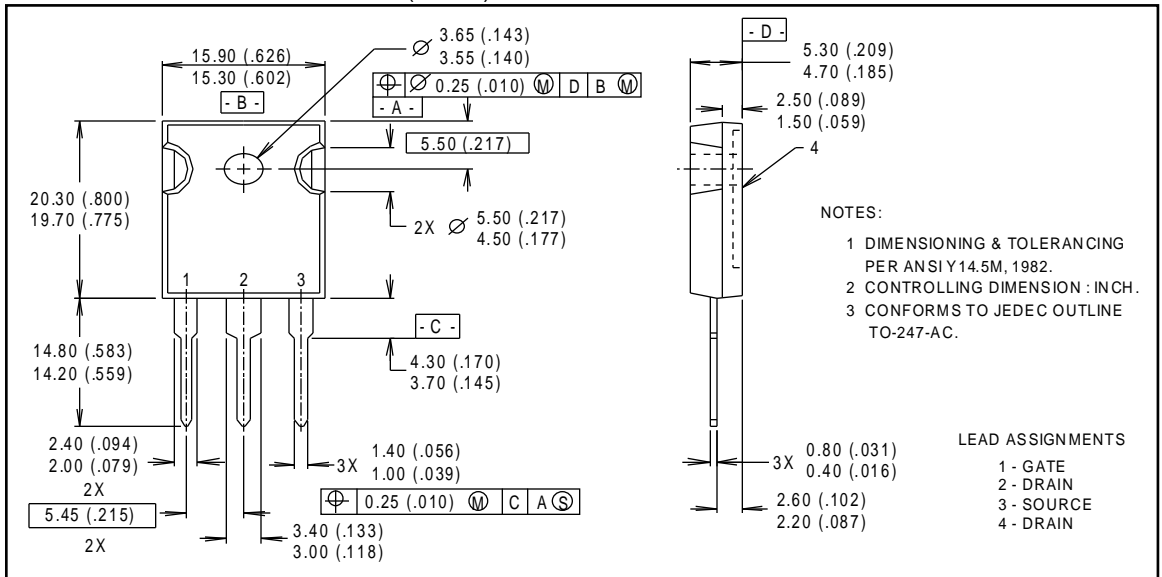 15.90 (.626)
15.30 (.602)
- B -
3.65 (.143)
3.55 (.140)
0.25 (.010) M D B M
- A -
5.50 (.217)
20.30 (.800)
19.70 (.775)
2X 5.50 (.217)
4.50 (.177)
1 2 3
- C -
14.80 (.583)
14.20 (.559)
4.30 (.170)
3.70 (.145)
2.40 (.094)
2.00 (.079)
2X
5.45 (.215)
2X
3X 1.40 (.056)
1.00 (.039)
0.25 (.010) M C A S
3.40 (.133)
3.00 (.118)
- D -
5.30 (.209)
4.70 (.185)
2.50 (.089)
1.50 (.059)
4
NOTES:
1 DIMENSIONING & TOLERANCING
PER ANSI Y14.5M, 1982.
2 CONTROLLING DIMENSION : INCH.
3 CONFORMS TO JEDEC OUTLINE
TO-247-AC.
3X 0.80 (.031)
0.40 (.016)
2.60 (.102)
2.20 (.087)
LEAD ASSIGNMENTS
1 - GATE
2 - DRAIN
3 - SOURCE
4 - DRAIN